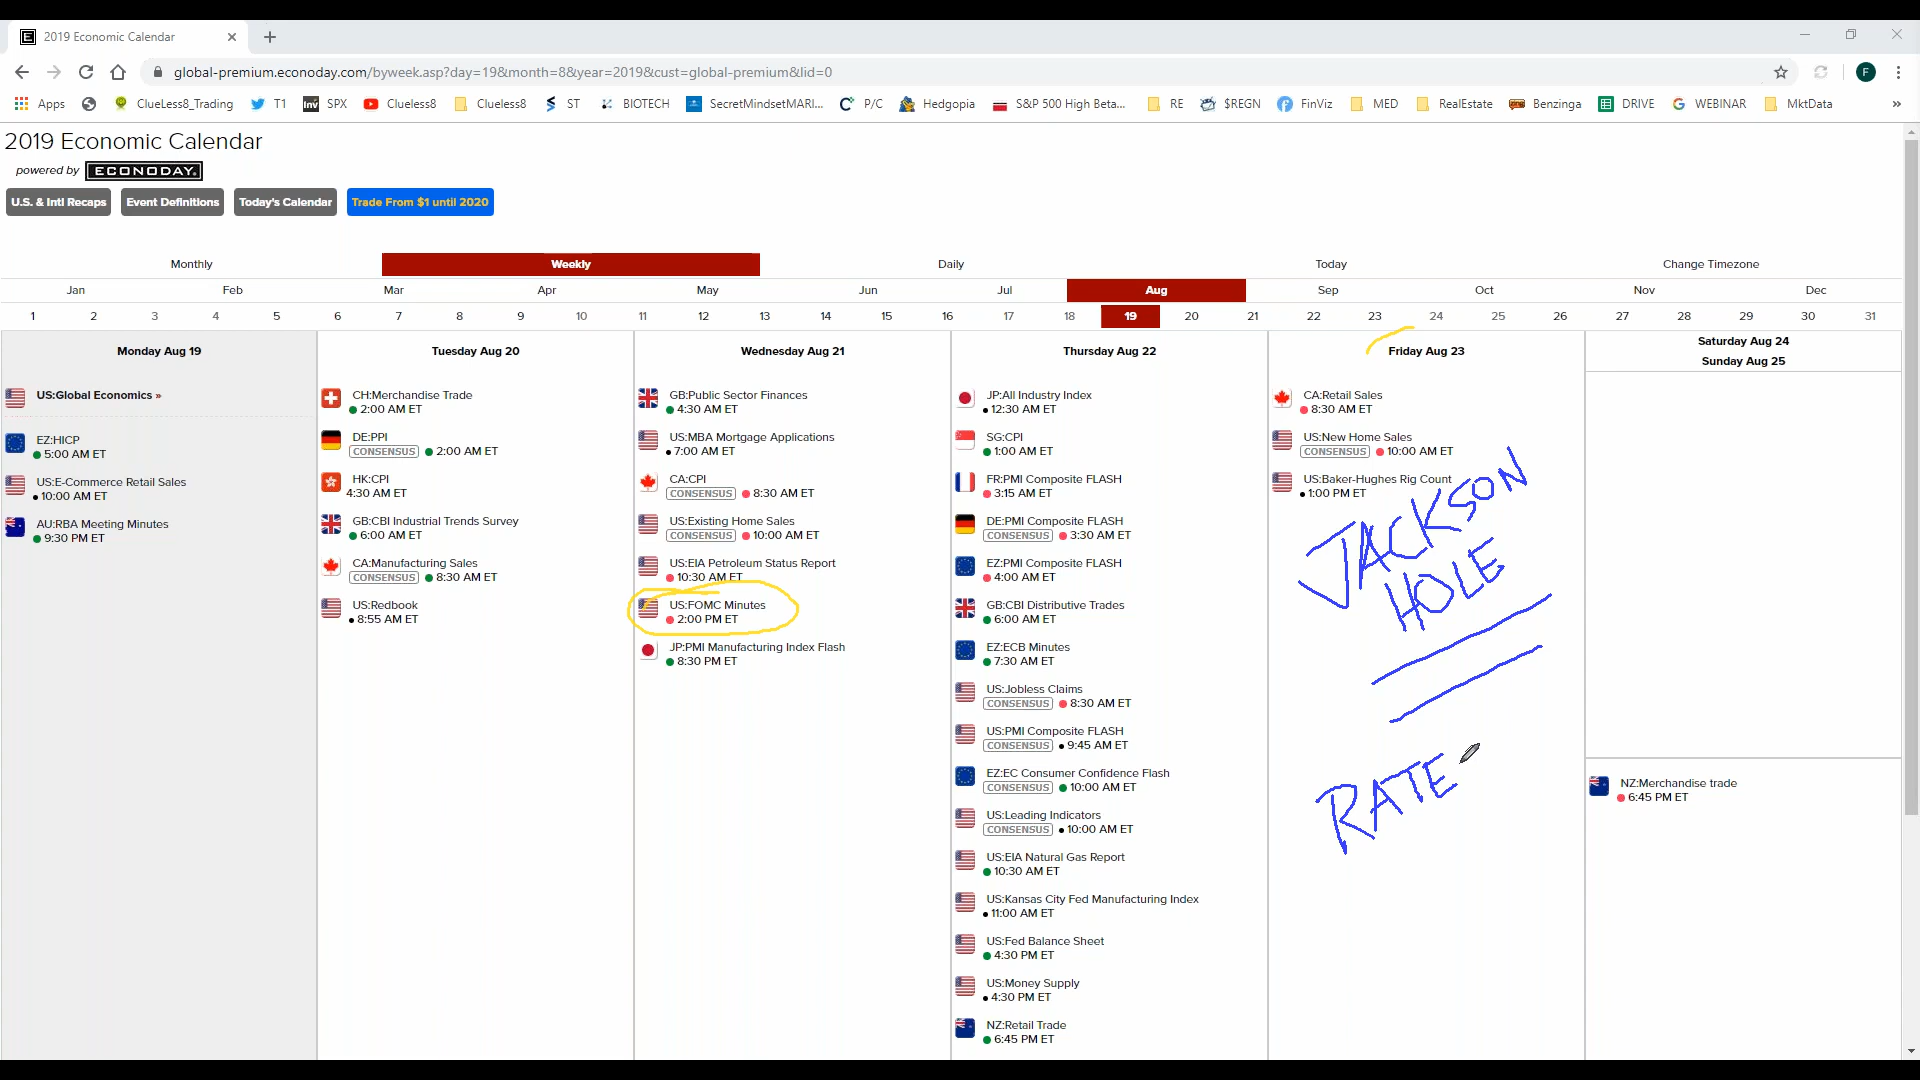 2019 Economic Calendar
global-premium.econoday.com/byweek.asp?day=19&month=8&year=2019&cust=global-premium&lid=0
F
Apps ClueLess8_Trading T1 SPX Clueless8 Clueless8 ST BIOTECH SecretMindsetMARI... P/C Hedgopia S&P 500 High Beta... RE $REGN FinViz MED RealEstate Benzinga DRIVE WEBINAR MktData »
2019 Economic Calendar
powered by ECONODAY
U.S. & Intl Recaps Event Definitions Today's Calendar Trade From $1 until 2020
Monthly Weekly Daily Today Change Timezone
Jan Feb Mar Apr May Jun Jul Aug Sep Oct Nov Dec
1 2 3 4 5 6 7 8 9 10 11 12 13 14 15 16 17 18 19 20 21 22 23 24 25 26 27 28 29 30 31
Monday Aug 19
US:Global Economics »
EZ:HICP
5:00 AM ET
US:E-Commerce Retail Sales
10:00 AM ET
AU:RBA Meeting Minutes
9:30 PM ET
Tuesday Aug 20
CH:Merchandise Trade
2:00 AM ET
DE:PPI
CONSENSUS 2:00 AM ET
HK:CPI
4:30 AM ET
GB:CBI Industrial Trends Survey
6:00 AM ET
CA:Manufacturing Sales
CONSENSUS 8:30 AM ET
US:Redbook
8:55 AM ET
Wednesday Aug 21
GB:Public Sector Finances
4:30 AM ET
US:MBA Mortgage Applications
7:00 AM ET
CA:CPI
CONSENSUS 8:30 AM ET
US:Existing Home Sales
CONSENSUS 10:00 AM ET
US:EIA Petroleum Status Report
10:30 AM ET
US:FOMC Minutes
2:00 PM ET
JP:PMI Manufacturing Index Flash
8:30 PM ET
Thursday Aug 22
JP:All Industry Index
12:30 AM ET
SG:CPI
1:00 AM ET
FR:PMI Composite FLASH
3:15 AM ET
DE:PMI Composite FLASH
CONSENSUS 3:30 AM ET
EZ:PMI Composite FLASH
4:00 AM ET
GB:CBI Distributive Trades
6:00 AM ET
EZ:ECB Minutes
7:30 AM ET
US:Jobless Claims
CONSENSUS 8:30 AM ET
US:PMI Composite FLASH
CONSENSUS 9:45 AM ET
EZ:EC Consumer Confidence Flash
CONSENSUS 10:00 AM ET
US:Leading Indicators
CONSENSUS 10:00 AM ET
US:EIA Natural Gas Report
10:30 AM ET
US:Kansas City Fed Manufacturing Index
11:00 AM ET
US:Fed Balance Sheet
4:30 PM ET
US:Money Supply
4:30 PM ET
NZ:Retail Trade
6:45 PM ET
Friday Aug 23
CA:Retail Sales
8:30 AM ET
US:New Home Sales
CONSENSUS 10:00 AM ET
US:Baker-Hughes Rig Count
1:00 PM ET
JACKSON
HOLE
RATE
Saturday Aug 24
Sunday Aug 25
NZ:Merchandise trade
6:45 PM ET